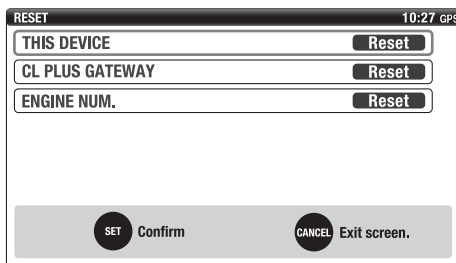 RESET 10:27 GPS
THIS DEVICE Reset
CL PLUS GATEWAY Reset
ENGINE NUM. Reset
SET Confirm CANCEL Exit screen.